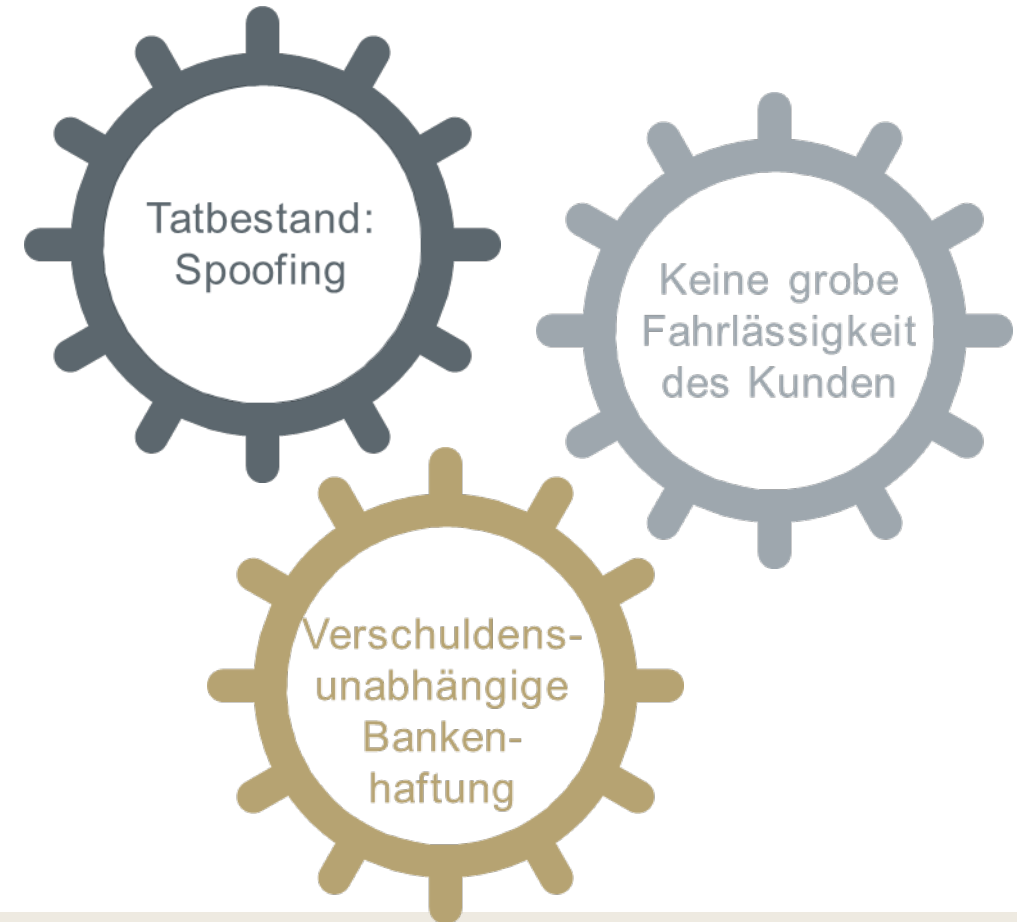 Tatbestand:
Spoofing
Keine grobe
Fahrlässigkeit
des Kunden
Verschuldens-
unabhängige
Banken-
haftung